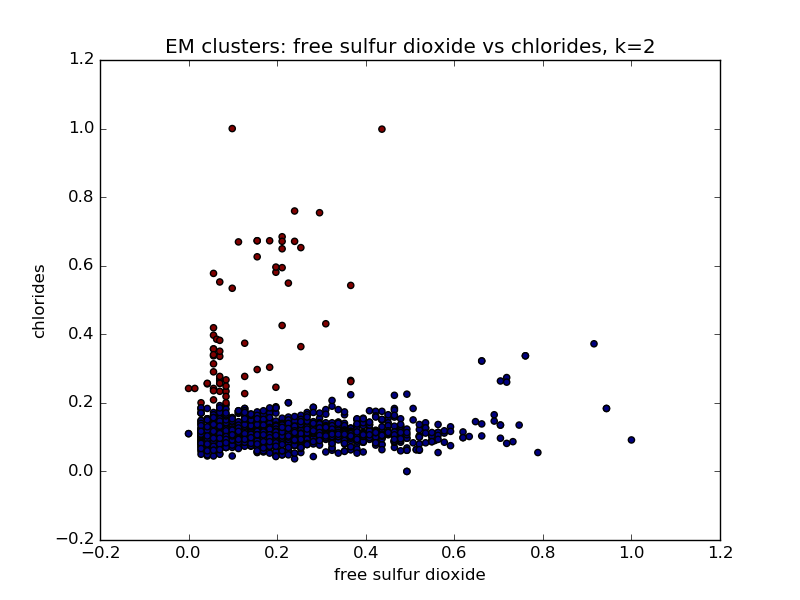 EM clusters: free sulfur dioxide vs chlorides, k=2
1.2
1.0
0.8
0.6
0.4
0.2
0.0
−0.2
chlorides
−0.2 0.0 0.2 0.4 0.6 0.8 1.0 1.2
free sulfur dioxide